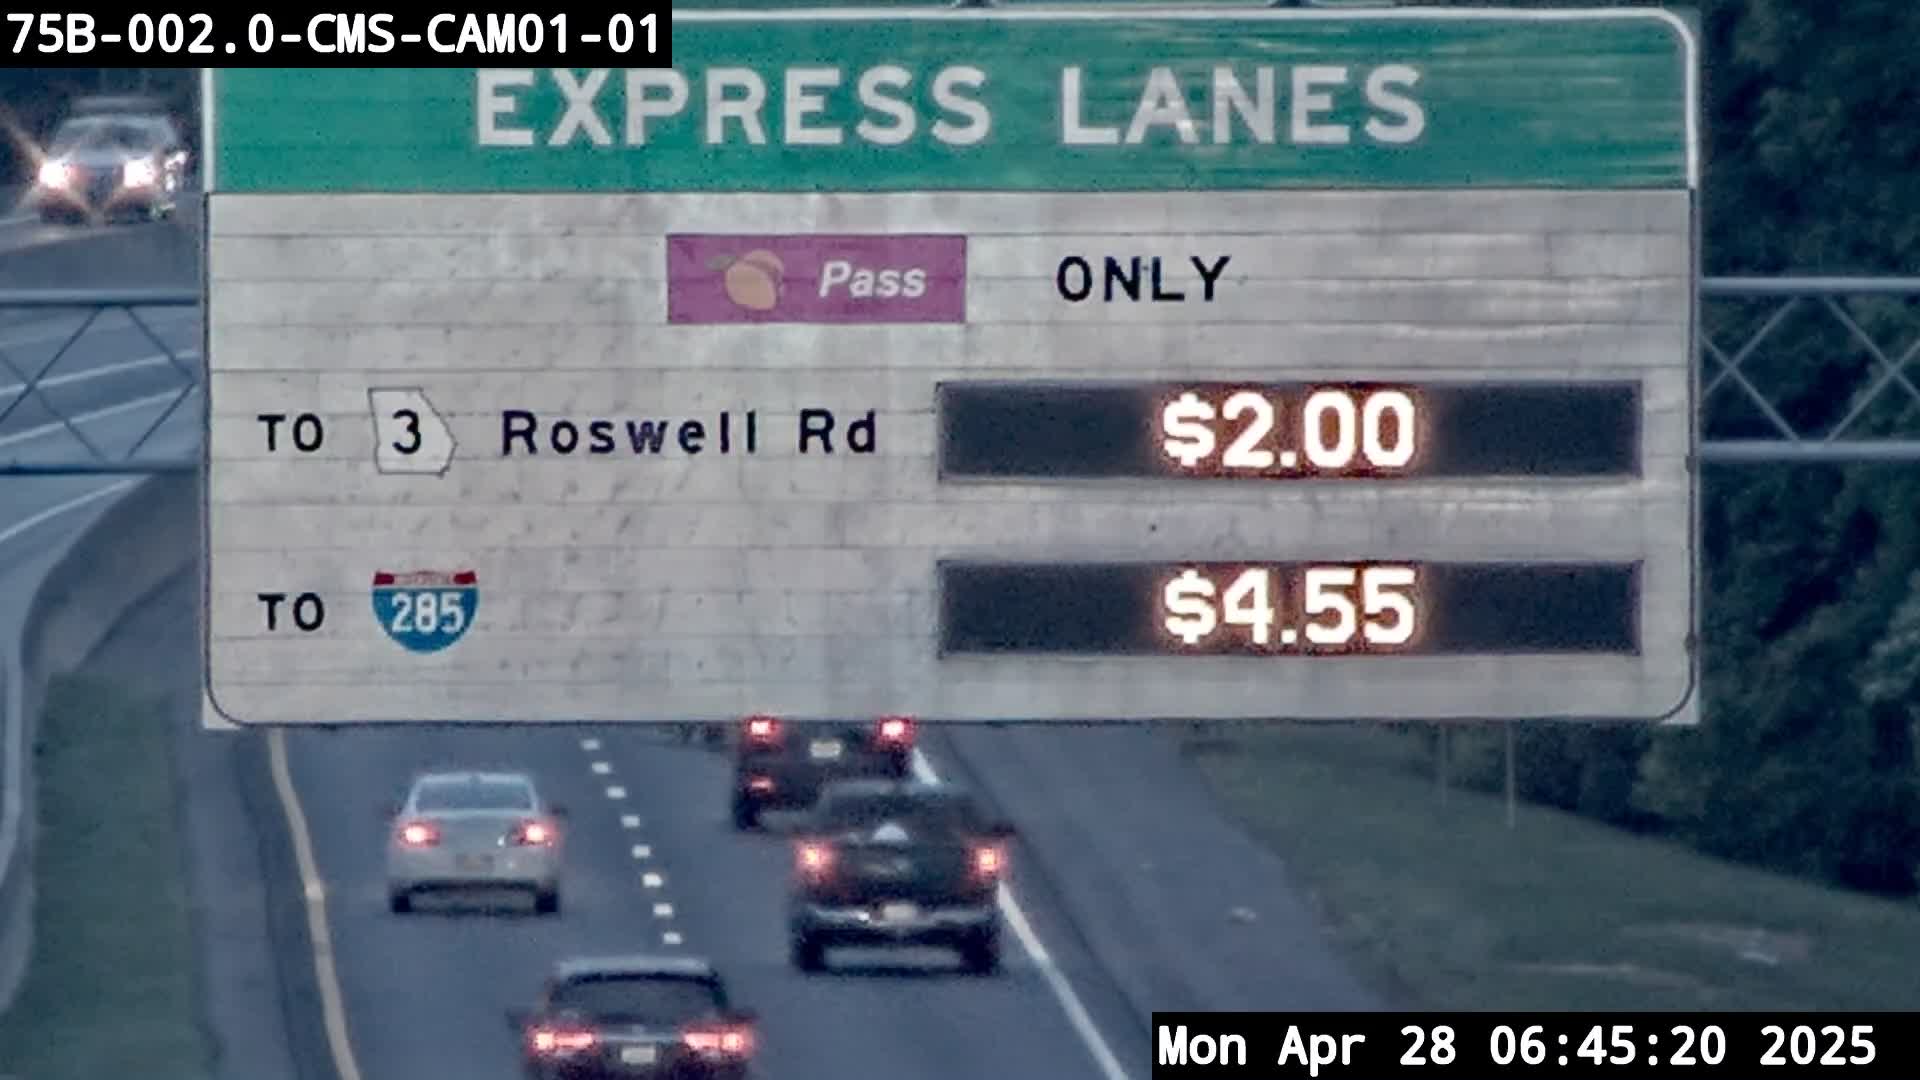 75B-002.0-CMS-CAM01-01
EXPRESS LANES
Pass ONLY
TO 3 Roswell Rd $2.00
TO 285 $4.55
Mon Apr 28 06:45:20 2025